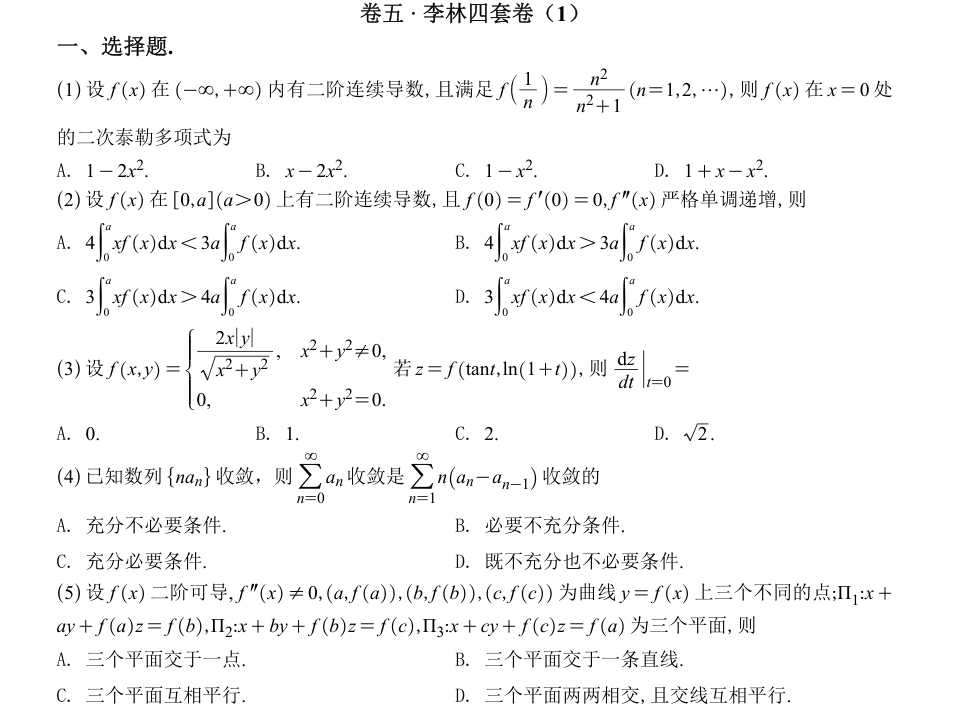 卷五 · 李林四套卷（1）
一、选择题.
(1) 设 f(x) 在 (−∞,+∞) 内有二阶连续导数, 且满足 f(1/n) = n²/(n²+1) (n=1,2,⋯), 则 f(x) 在 x=0 处
的二次泰勒多项式为
A. 1−2x². B. x−2x². C. 1−x². D. 1+x−x².
(2) 设 f(x) 在 [0,a](a>0) 上有二阶连续导数, 且 f(0)=f′(0)=0, f″(x) 严格单调递增, 则
A. 4∫₀ᵃ xf(x)dx < 3a∫₀ᵃ f(x)dx. B. 4∫₀ᵃ xf(x)dx > 3a∫₀ᵃ f(x)dx.
C. 3∫₀ᵃ xf(x)dx > 4a∫₀ᵃ f(x)dx. D. 3∫₀ᵃ xf(x)dx < 4a∫₀ᵃ f(x)dx.
(3) 设 f(x,y) = { 2x|y|/√(x²+y²), x²+y²≠0, 0, x²+y²=0. 若 z=f(tant,ln(1+t)), 则 dz/dt|t=0 =
A. 0. B. 1. C. 2. D. √2.
(4) 已知数列 {naₙ} 收敛，则 ∑_{n=0}^{∞} aₙ 收敛是 ∑_{n=1}^{∞} n(aₙ−aₙ₋₁) 收敛的
A. 充分不必要条件. B. 必要不充分条件.
C. 充分必要条件. D. 既不充分也不必要条件.
(5) 设 f(x) 二阶可导, f″(x)≠0, (a,f(a)),(b,f(b)),(c,f(c)) 为曲线 y=f(x) 上三个不同的点;Π₁:x+
ay+f(a)z=f(b),Π₂:x+by+f(b)z=f(c),Π₃:x+cy+f(c)z=f(a) 为三个平面, 则
A. 三个平面交于一点. B. 三个平面交于一条直线.
C. 三个平面互相平行. D. 三个平面两两相交, 且交线互相平行.